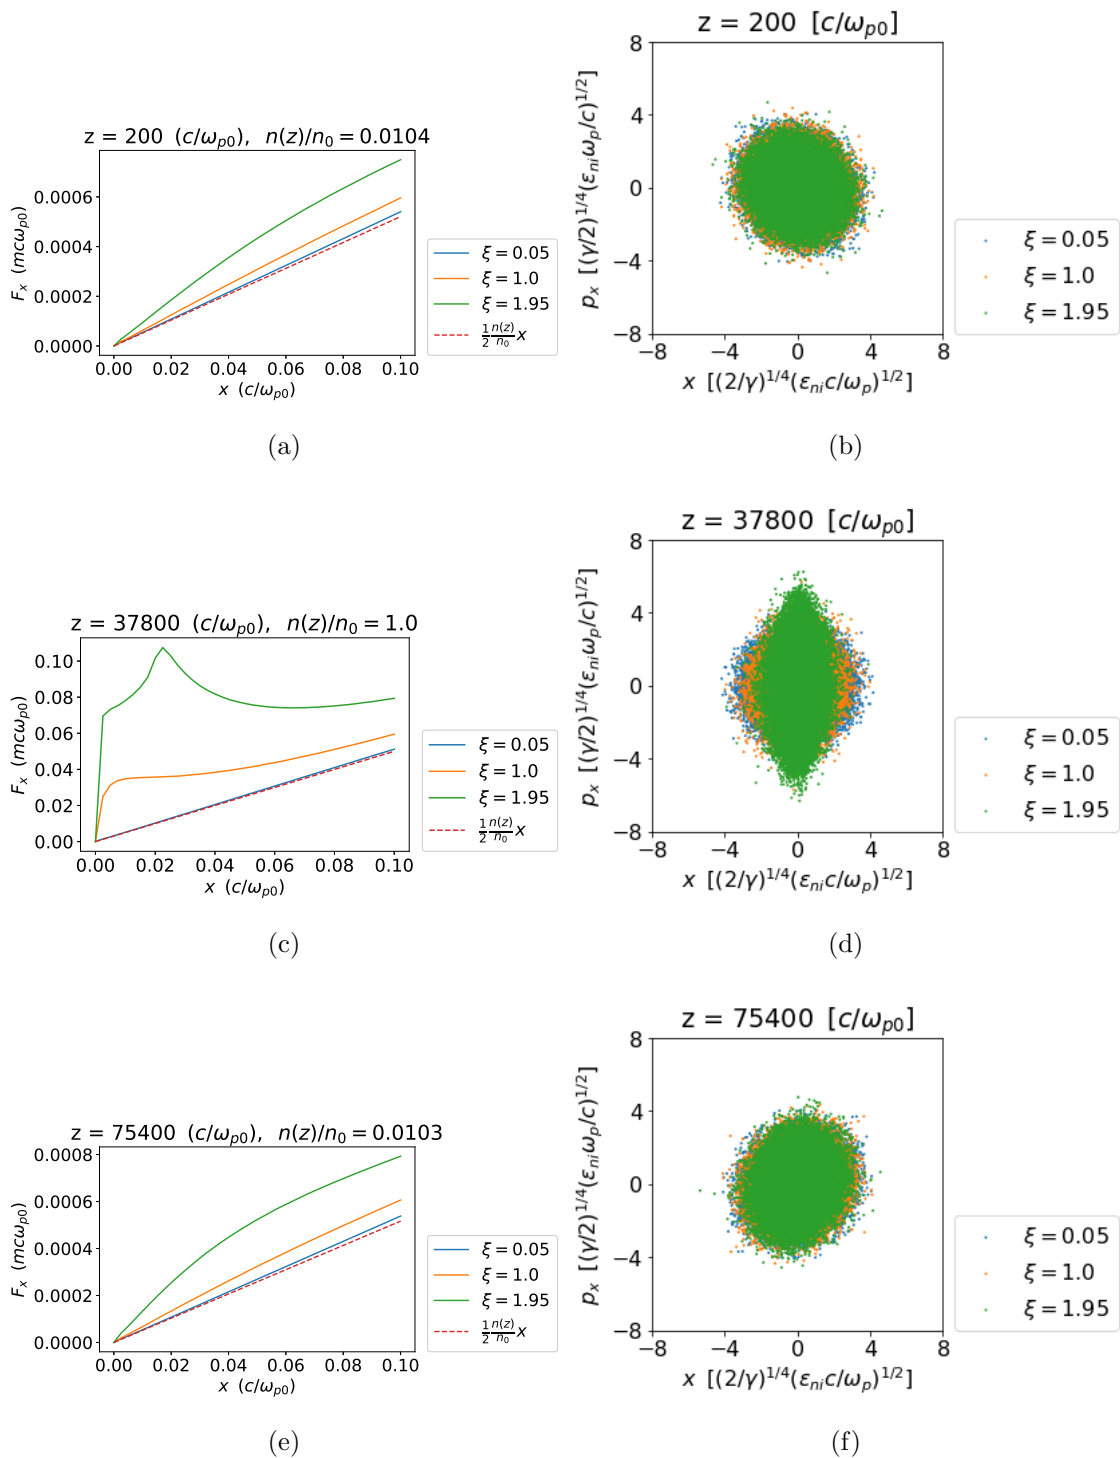 z = 200 (c/ω_{p0}), n(z)/n_0 = 0.0104
F_x (mcω_{p0})
0.0006
0.0004
0.0002
0.0000
0.00 0.02 0.04 0.06 0.08 0.10
x (c/ω_{p0})
ξ = 0.05
ξ = 1.0
ξ = 1.95
\frac{1}{2}\frac{n(z)}{n_0}x
(a)
z = 200 [c/ω_{p0}]
p_x [(γ/2)^{1/4}(ε_{ni}ω_p/c)^{1/2}]
8
4
0
−4
−8
−8 −4 0 4 8
x [(2/γ)^{1/4}(ε_{ni}c/ω_p)^{1/2}]
ξ = 0.05
ξ = 1.0
ξ = 1.95
(b)
z = 37800 (c/ω_{p0}), n(z)/n_0 = 1.0
F_x (mcω_{p0})
0.10
0.08
0.06
0.04
0.02
0.00
0.00 0.02 0.04 0.06 0.08 0.10
x (c/ω_{p0})
ξ = 0.05
ξ = 1.0
ξ = 1.95
\frac{1}{2}\frac{n(z)}{n_0}x
(c)
z = 37800 [c/ω_{p0}]
p_x [(γ/2)^{1/4}(ε_{ni}ω_p/c)^{1/2}]
8
4
0
−4
−8
−8 −4 0 4 8
x [(2/γ)^{1/4}(ε_{ni}c/ω_p)^{1/2}]
ξ = 0.05
ξ = 1.0
ξ = 1.95
(d)
z = 75400 (c/ω_{p0}), n(z)/n_0 = 0.0103
F_x (mcω_{p0})
0.0008
0.0006
0.0004
0.0002
0.0000
0.00 0.02 0.04 0.06 0.08 0.10
x (c/ω_{p0})
ξ = 0.05
ξ = 1.0
ξ = 1.95
\frac{1}{2}\frac{n(z)}{n_0}x
(e)
z = 75400 [c/ω_{p0}]
p_x [(γ/2)^{1/4}(ε_{ni}ω_p/c)^{1/2}]
8
4
0
−4
−8
−8 −4 0 4 8
x [(2/γ)^{1/4}(ε_{ni}c/ω_p)^{1/2}]
ξ = 0.05
ξ = 1.0
ξ = 1.95
(f)